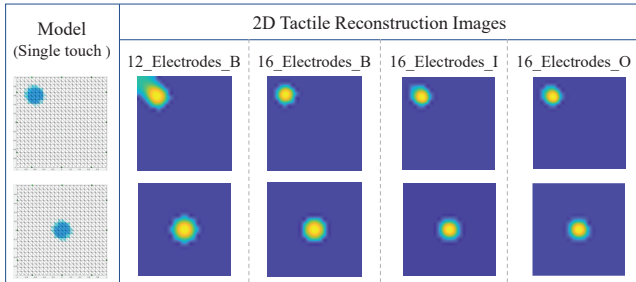 Model
(Single touch )
2D Tactile Reconstruction Images
12_Electrodes_B
16_Electrodes_B
16_Electrodes_I
16_Electrodes_O